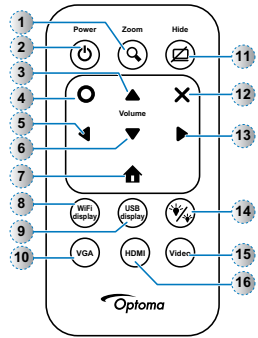 Power Zoom Hide
1
2
3
4
5
6
7
8
9
10
11
12
13
14
15
16
Volume
WiFi display
USB display
VGA
HDMI
Video
Optoma